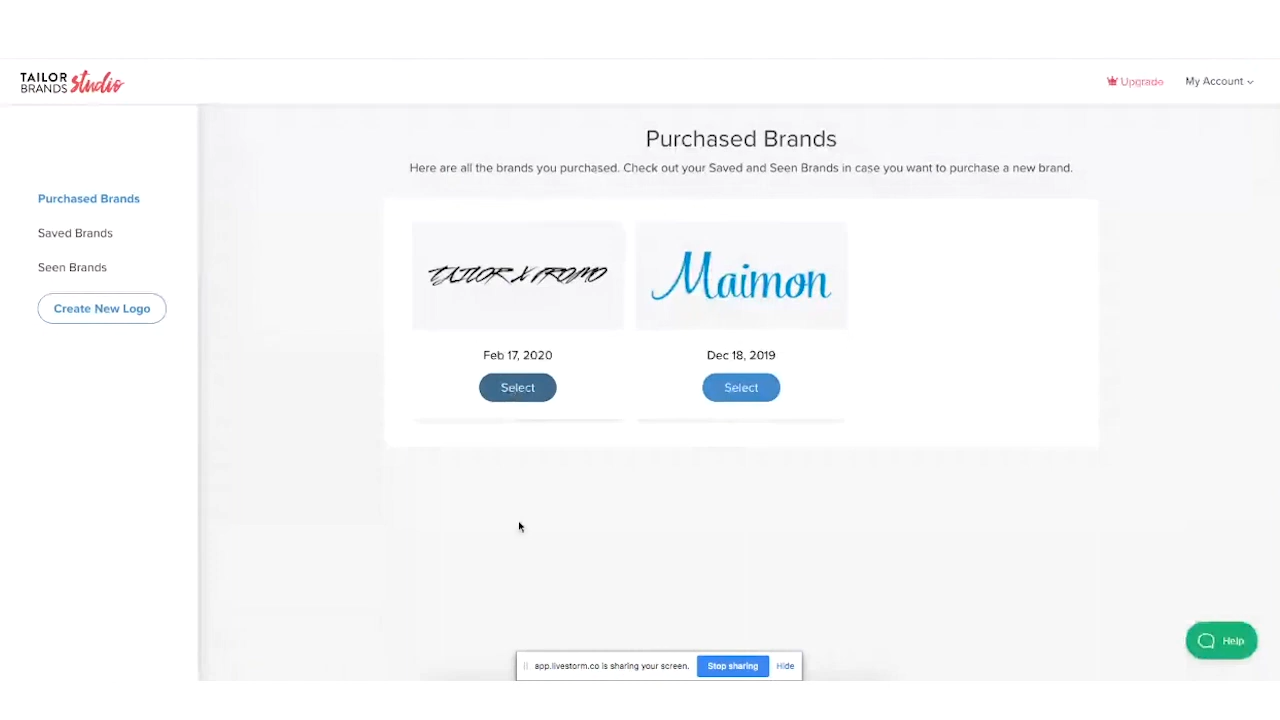 TAILOR
BRANDS studio
Upgrade
My Account
Purchased Brands
Here are all the brands you purchased. Check out your Saved and Seen Brands in case you want to purchase a new brand.
Purchased Brands
Saved Brands
Seen Brands
Create New Logo
TAILOR X PROMO
Maimon
Feb 17, 2020
Dec 18, 2019
Select
Select
Help
app.livestorm.co is sharing your screen.
Stop sharing
Hide